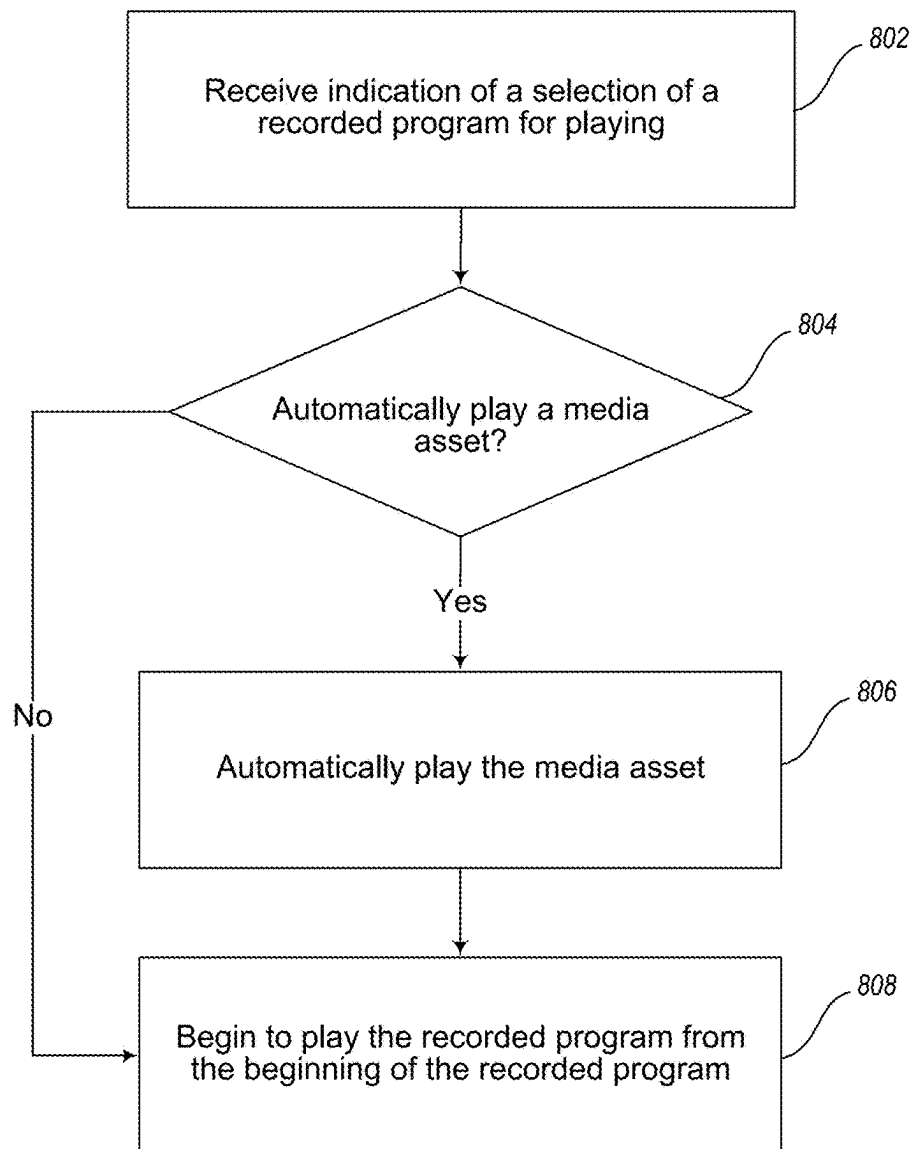 802
Receive indication of a selection of a
recorded program for playing
804
Automatically play a media
asset?
Yes
No
806
Automatically play the media asset
808
Begin to play the recorded program from
the beginning of the recorded program